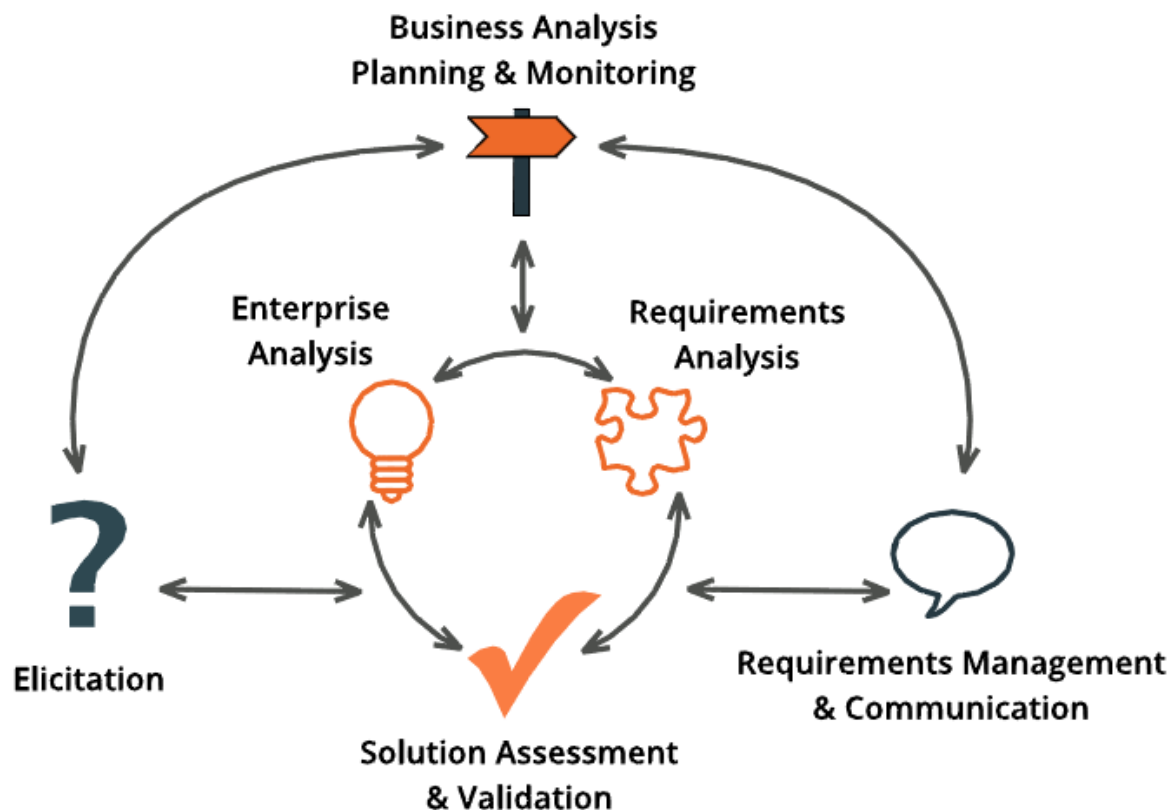 Business Analysis
Planning & Monitoring
Enterprise
Analysis
Requirements
Analysis
?
Elicitation
Requirements Management
& Communication
Solution Assessment
& Validation